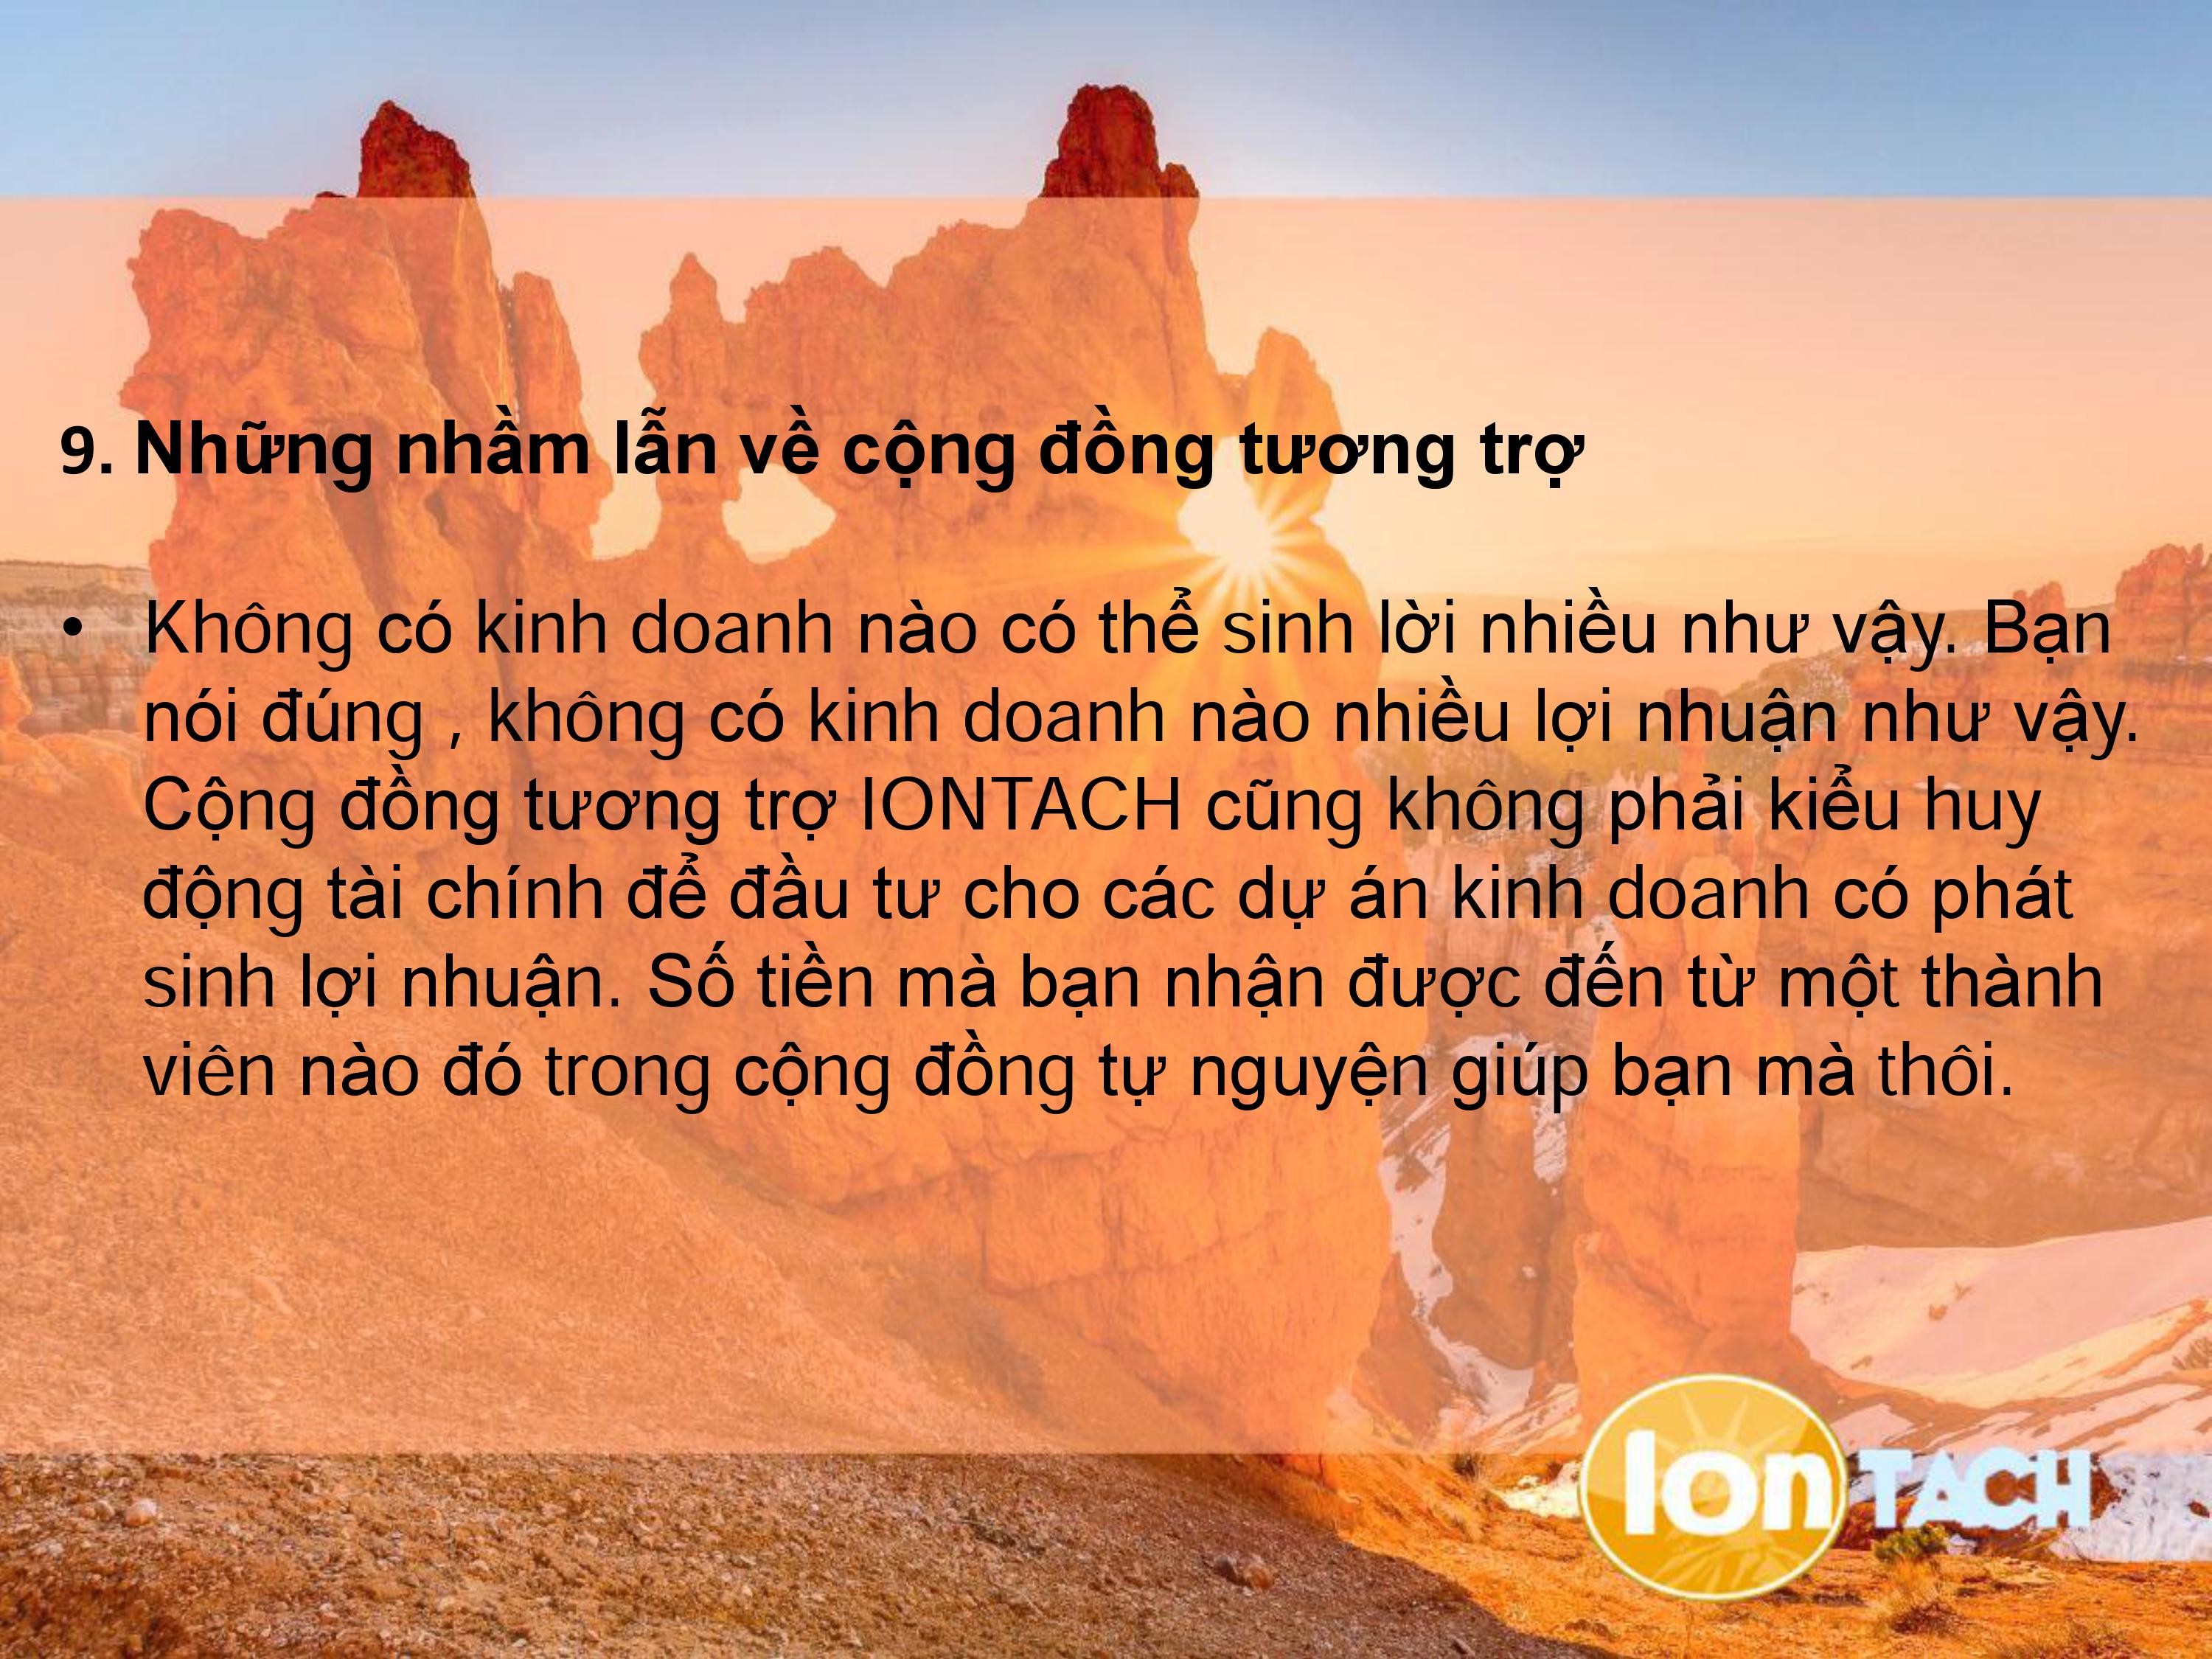 9. Những nhầm lẫn về cộng đồng tương trợ
• Không có kinh doanh nào có thể sinh lời nhiều như vậy. Bạn
nói đúng , không có kinh doanh nào nhiều lợi nhuận như vậy.
Cộng đồng tương trợ IONTACH cũng không phải kiểu huy
động tài chính để đầu tư cho các dự án kinh doanh có phát
sinh lợi nhuận. Số tiền mà bạn nhận được đến từ một thành
viên nào đó trong cộng đồng tự nguyện giúp bạn mà thôi.
Ion TACH